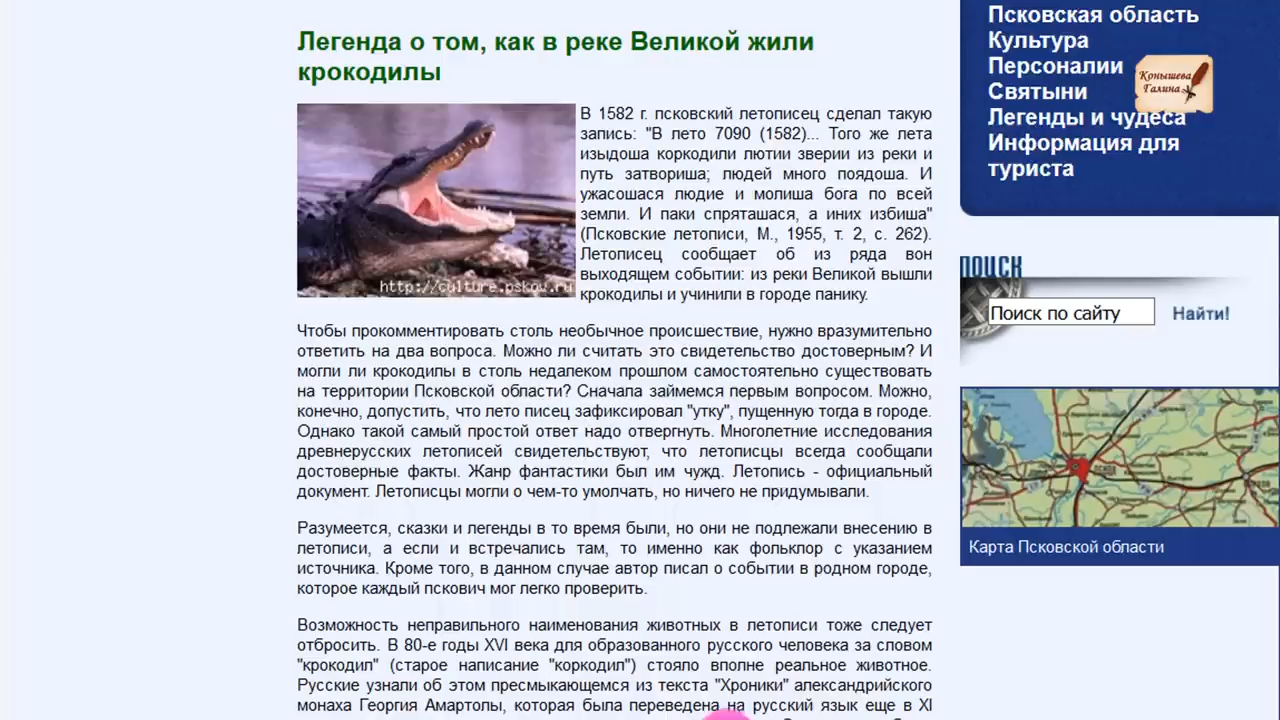 Легенда о том, как в реке Великой жили
крокодилы
http://culture.pskov.ru
В 1582 г. псковский летописец сделал такую
запись: "В лето 7090 (1582)... Того же лета
изыдоша коркодили лютии зверии из реки и
путь затвориша; людей много поядоша. И
ужасошася людие и молиша бога по всей
земли. И паки спряташася, а иних избиша"
(Псковские летописи, М., 1955, т. 2, с. 262).
Летописец сообщает об из ряда вон
выходящем событии: из реки Великой вышли
крокодилы и учинили в городе панику.
Чтобы прокомментировать столь необычное происшествие, нужно вразумительно
ответить на два вопроса. Можно ли считать это свидетельство достоверным? И
могли ли крокодилы в столь недалеком прошлом самостоятельно существовать
на территории Псковской области? Сначала займемся первым вопросом. Можно,
конечно, допустить, что лето писец зафиксировал "утку", пущенную тогда в городе.
Однако такой самый простой ответ надо отвергнуть. Многолетние исследования
древнерусских летописей свидетельствуют, что летописцы всегда сообщали
достоверные факты. Жанр фантастики был им чужд. Летопись - официальный
документ. Летописцы могли о чем-то умолчать, но ничего не придумывали.
Разумеется, сказки и легенды в то время были, но они не подлежали внесению в
летописи, а если и встречались там, то именно как фольклор с указанием
источника. Кроме того, в данном случае автор писал о событии в родном городе,
которое каждый пскович мог легко проверить.
Возможность неправильного наименования животных в летописи тоже следует
отбросить. В 80-е годы XVI века для образованного русского человека за словом
"крокодил" (старое написание "коркодил") стояло вполне реальное животное.
Русские узнали об этом пресмыкающемся из текста "Хроники" александрийского
монаха Георгия Амартолы, которая была переведена на русский язык еще в XI
Псковская область
Культура
Персоналии
Святыни
Легенды и чудеса
Информация для
туриста
Конышева
Галина
ПОИСК
Поиск по сайту
Найти!
Карта Псковской области